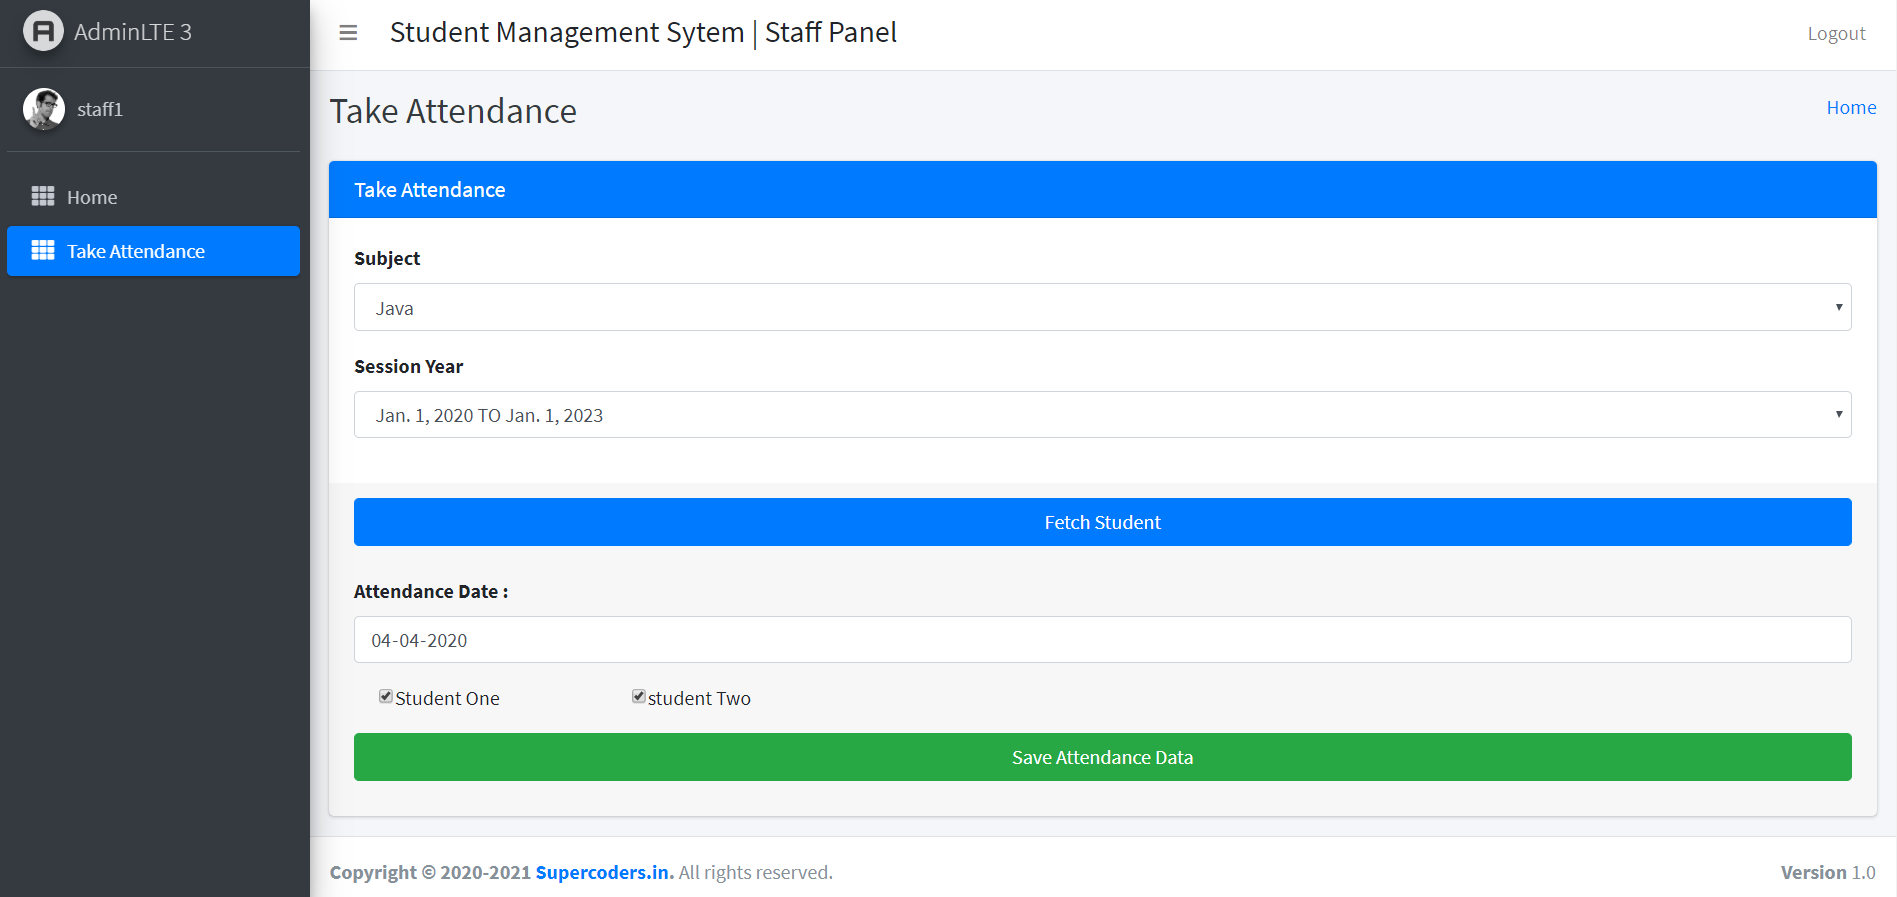 AdminLTE 3
staff1
Home
Take Attendance
Student Management Sytem | Staff Panel
Logout
Take Attendance
Home
Take Attendance
Subject
Java
Session Year
Jan. 1, 2020 TO Jan. 1, 2023
Fetch Student
Attendance Date :
04-04-2020
Student One student Two
Save Attendance Data
Copyright © 2020-2021 Supercoders.in. All rights reserved.
Version 1.0